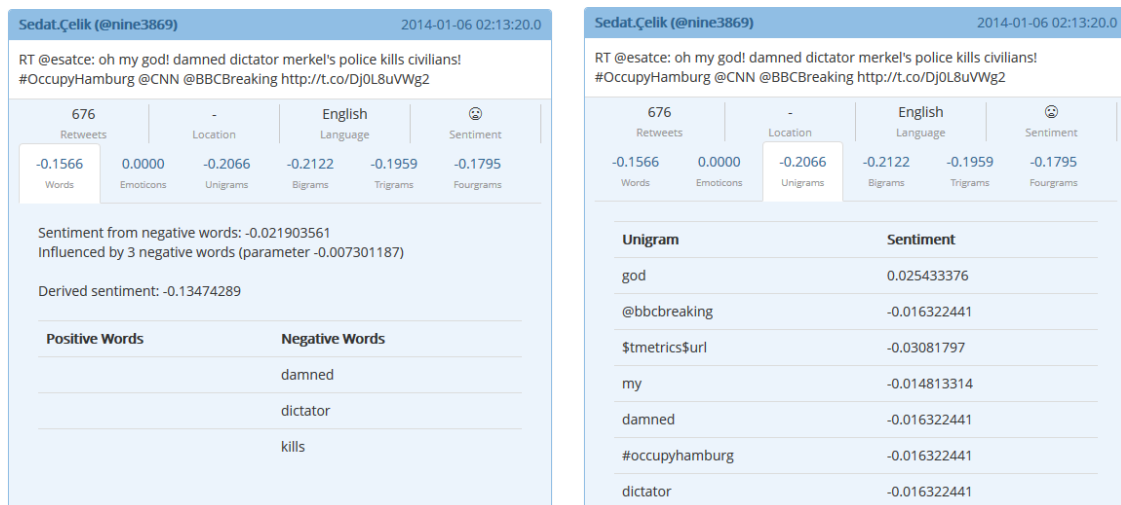 Sedat.Çelik (@nine3869) 2014-01-06 02:13:20.0
RT @esatce: oh my god! damned dictator merkel's police kills civilians!
#OccupyHamburg @CNN @BBCBreaking http://t.co/Dj0L8uVWg2
676 - English
Retweets Location Language Sentiment
-0.1566 0.0000 -0.2066 -0.2122 -0.1959 -0.1795
Words Emoticons Unigrams Bigrams Trigrams Fourgrams
Sentiment from negative words: -0.021903561
Influenced by 3 negative words (parameter -0.007301187)
Derived sentiment: -0.13474289
Positive Words Negative Words
damned
dictator
kills
Sedat.Çelik (@nine3869) 2014-01-06 02:13:20.0
RT @esatce: oh my god! damned dictator merkel's police kills civilians!
#OccupyHamburg @CNN @BBCBreaking http://t.co/Dj0L8uVWg2
676 - English
Retweets Location Language Sentiment
-0.1566 0.0000 -0.2066 -0.2122 -0.1959 -0.1795
Words Emoticons Unigrams Bigrams Trigrams Fourgrams
Unigram Sentiment
god 0.025433376
@bbcbreaking -0.016322441
$tmetrics$url -0.03081797
my -0.014813314
damned -0.016322441
#occupyhamburg -0.016322441
dictator -0.016322441